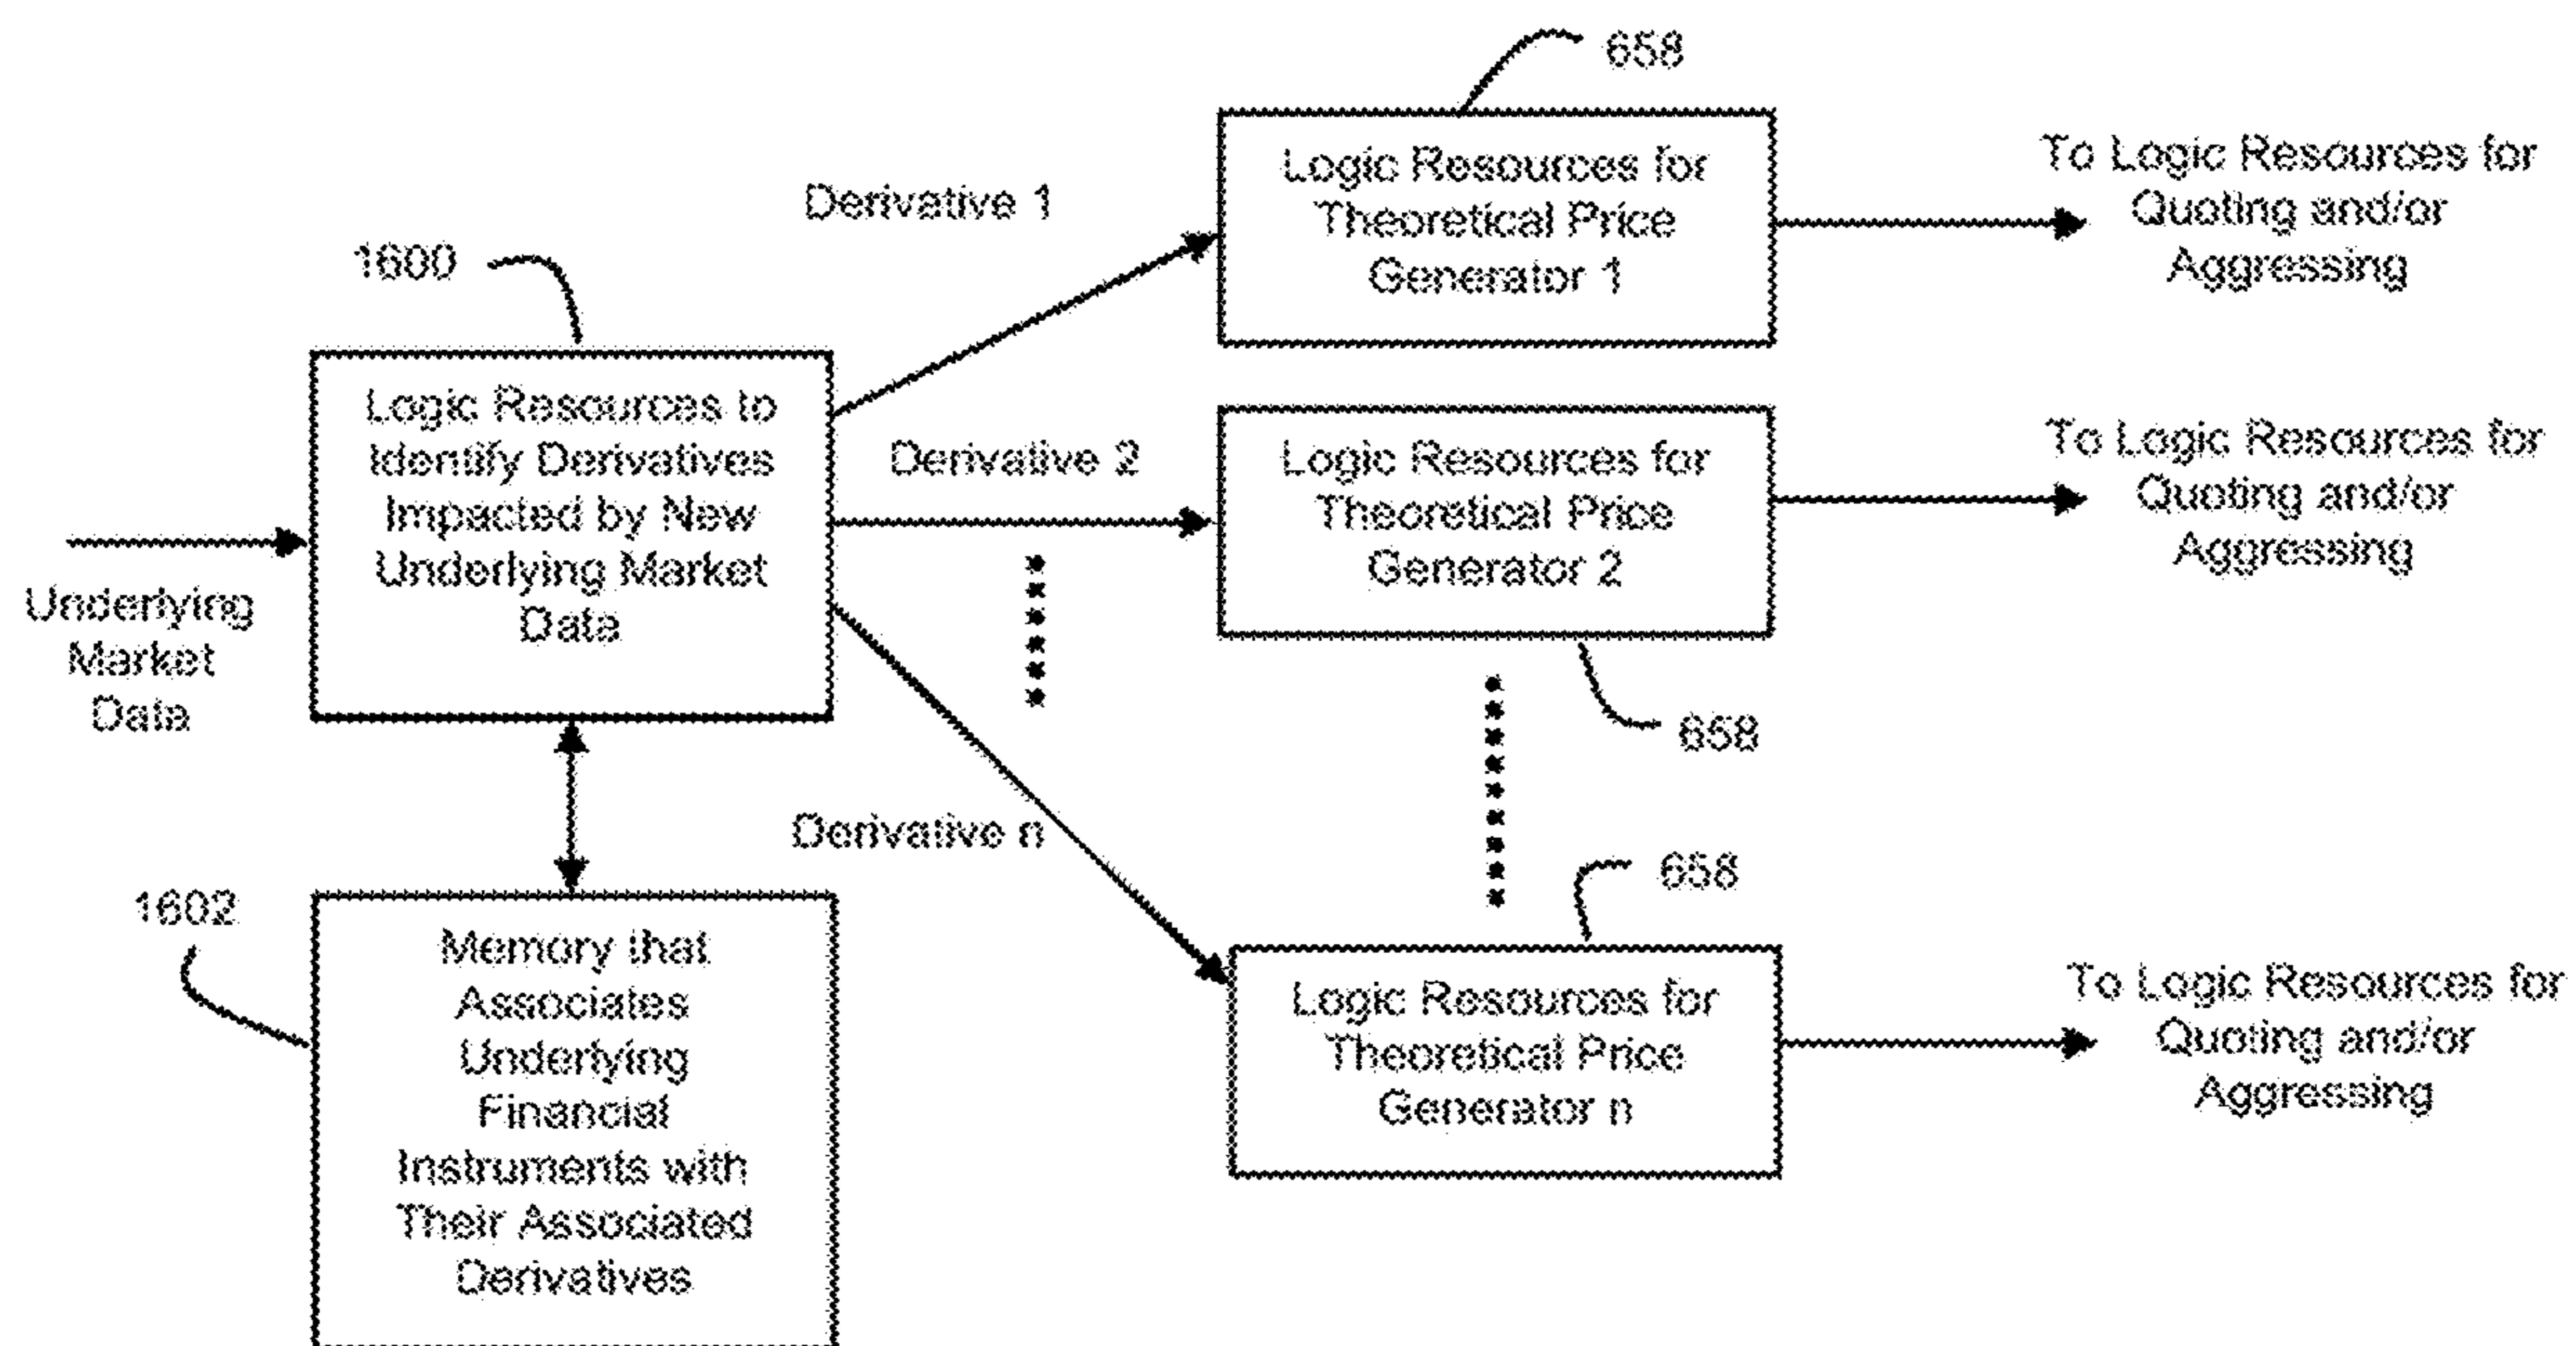 658
Logic Resources for
Theoretical Price
Generator 1
To Logic Resources for
Quoting and/or
Aggressing
Derivative 1
1600
Logic Resources to
Identify Derivatives
Impacted by New
Underlying Market
Data
Underlying
Market
Data
Derivative 2
Logic Resources for
Theoretical Price
Generator 2
To Logic Resources for
Quoting and/or
Aggressing
658
Derivative n
658
1602
Memory that
Associates
Underlying
Financial
Instruments with
Their Associated
Derivatives
Logic Resources for
Theoretical Price
Generator n
To Logic Resources for
Quoting and/or
Aggressing